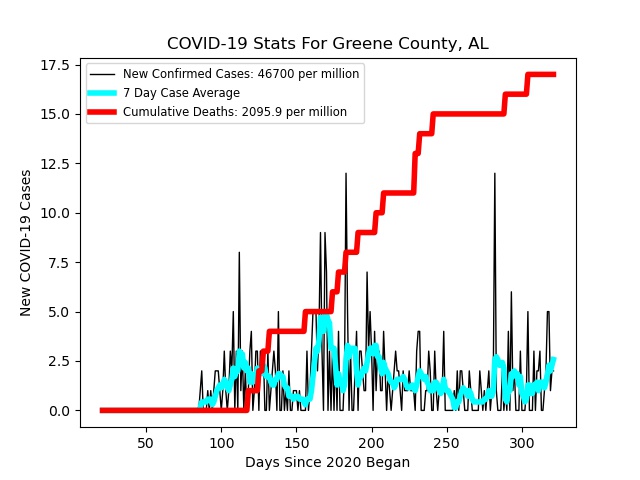 COVID-19 Stats For Greene County, AL
New Confirmed Cases: 46700 per million
7 Day Case Average
Cumulative Deaths: 2095.9 per million
New COVID-19 Cases
17.5
15.0
12.5
10.0
7.5
5.0
2.5
0.0
50 100 150 200 250 300
Days Since 2020 Began